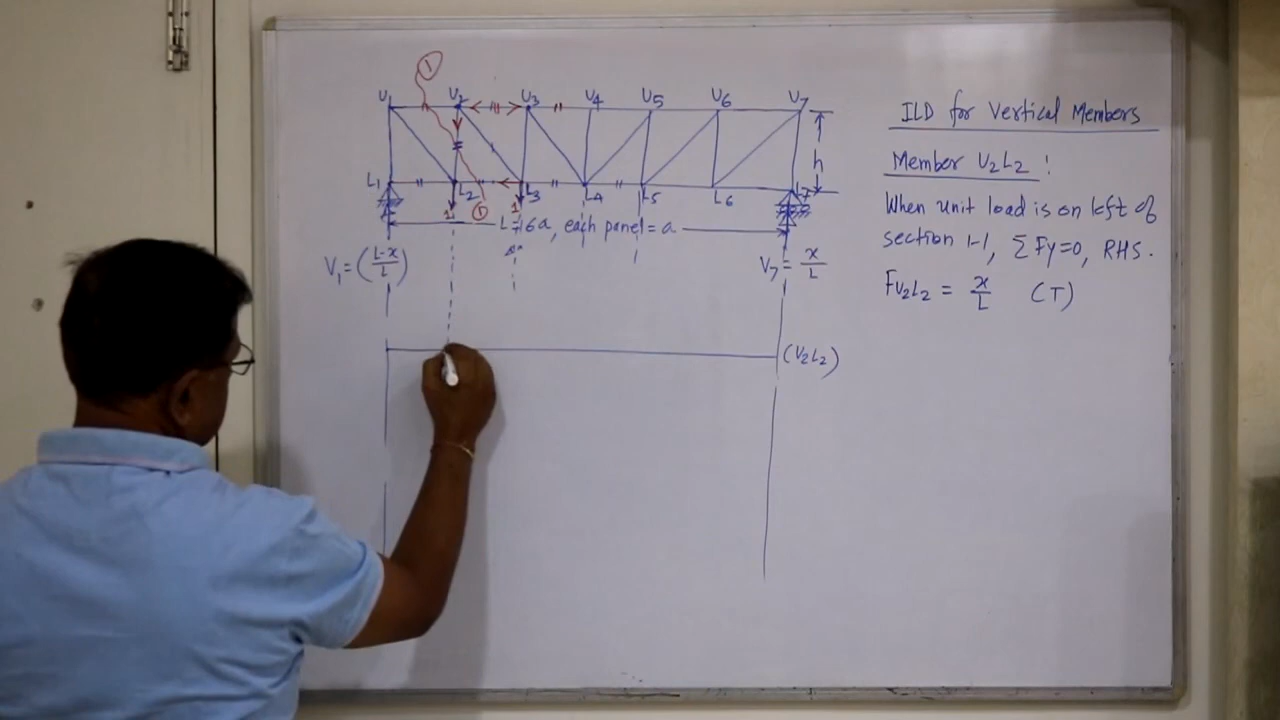 ①
U₁ U₂ U₃ U₄ U₅ U₆ U₇
h
L₁ L₂ L₃ L₄ L₅ L₆ L₇
1 ① 1
L=6a, each panel = a
V₁ = (L-x/L) V₇ = x/L
(U₂L₂)
ILD for Vertical Members
Member U₂L₂ :
When unit load is on left of
section 1-1, ΣFy=0, RHS.
FU₂L₂ = x/L (T)